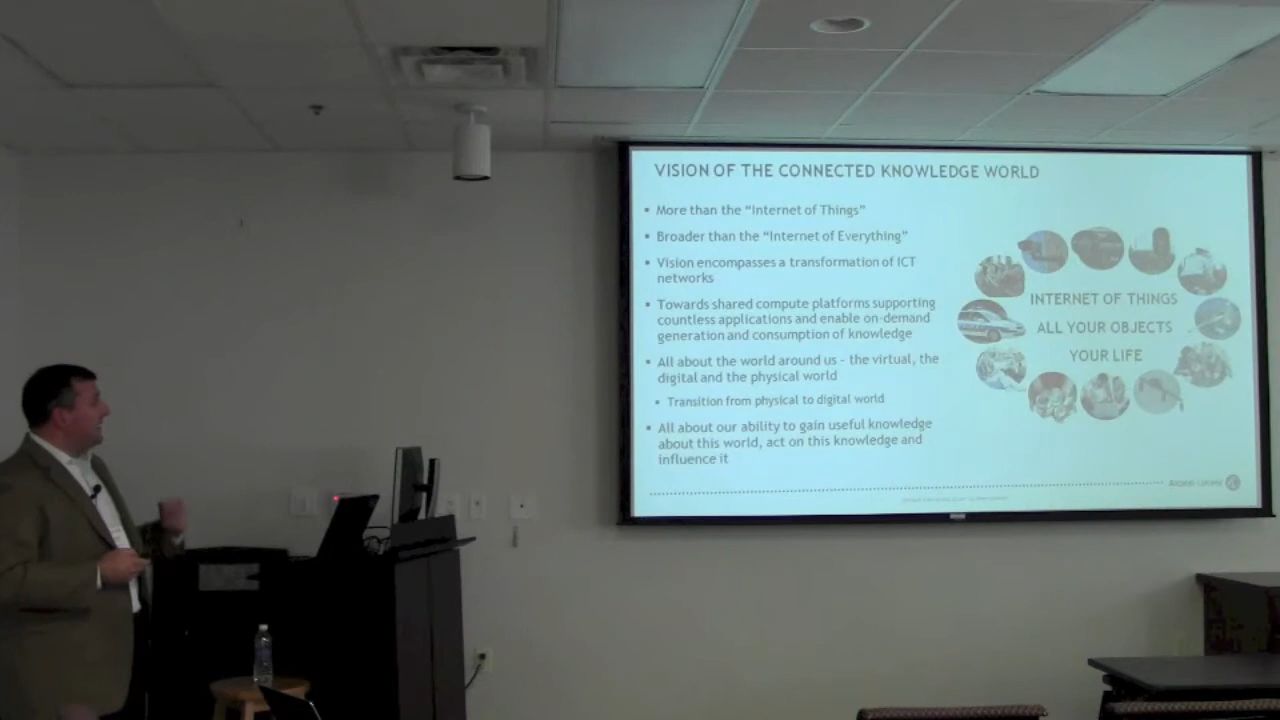 VISION OF THE CONNECTED KNOWLEDGE WORLD
▪ More than the “Internet of Things”
▪ Broader than the “Internet of Everything”
▪ Vision encompasses a transformation of ICT
networks
▪ Towards shared compute platforms supporting
countless applications and enable on-demand
generation and consumption of knowledge
▪ All about the world around us – the virtual, the
digital and the physical world
▪ Transition from physical to digital world
▪ All about our ability to gain useful knowledge
about this world, act on this knowledge and
influence it
INTERNET OF THINGS
ALL YOUR OBJECTS
YOUR LIFE
Alcatel-Lucent